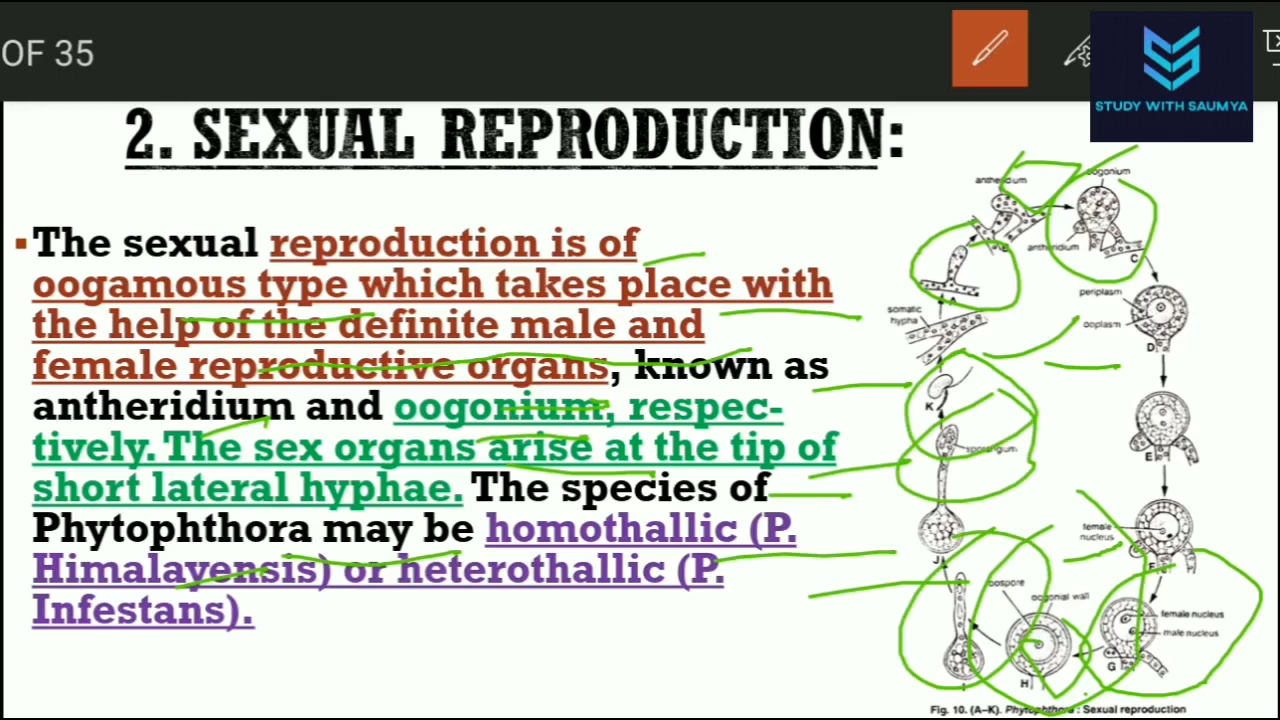 OF 35
STUDY WITH SAUMYA
2. SEXUAL REPRODUCTION:
▪The sexual reproduction is of
oogamous type which takes place with
the help of the definite male and
female reproductive organs, known as
antheridium and oogonium, respec-
tively. The sex organs arise at the tip of
short lateral hyphae. The species of
Phytophthora may be homothallic (P.
Himalayensis) or heterothallic (P.
Infestans).
antheridium
oogonium
antheridium
A
B
C
periplasm
ooplasm
D
somatic
hypha
K
E
sporangium
female
nucleus
F
J
oospore
oogonial wall
female nucleus
male nucleus
G
H
I
Fig. 10. (A–K). Phytophthora : Sexual reproduction